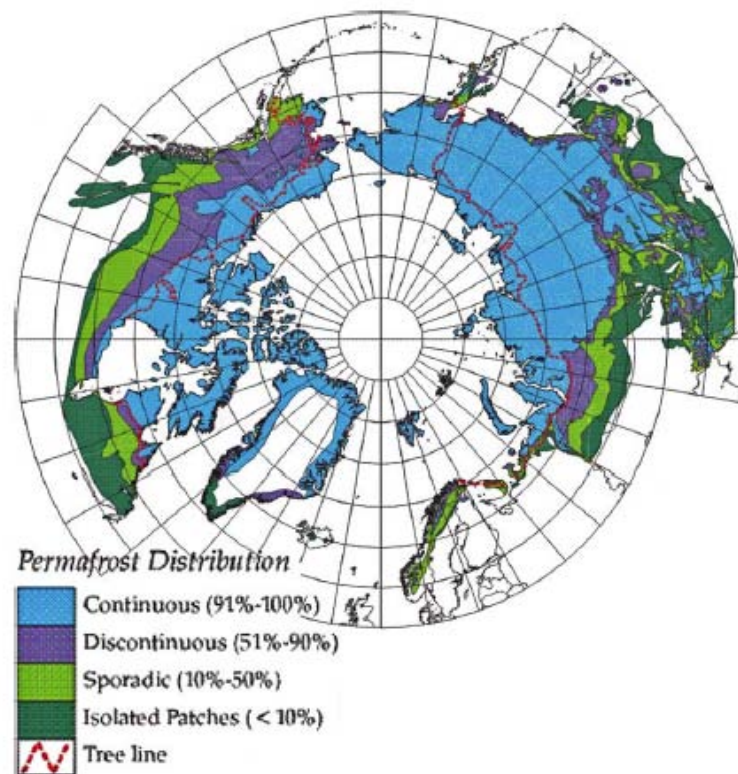 Permafrost Distribution
Continuous (91%-100%)
Discontinuous (51%-90%)
Sporadic (10%-50%)
Isolated Patches (< 10%)
Tree line